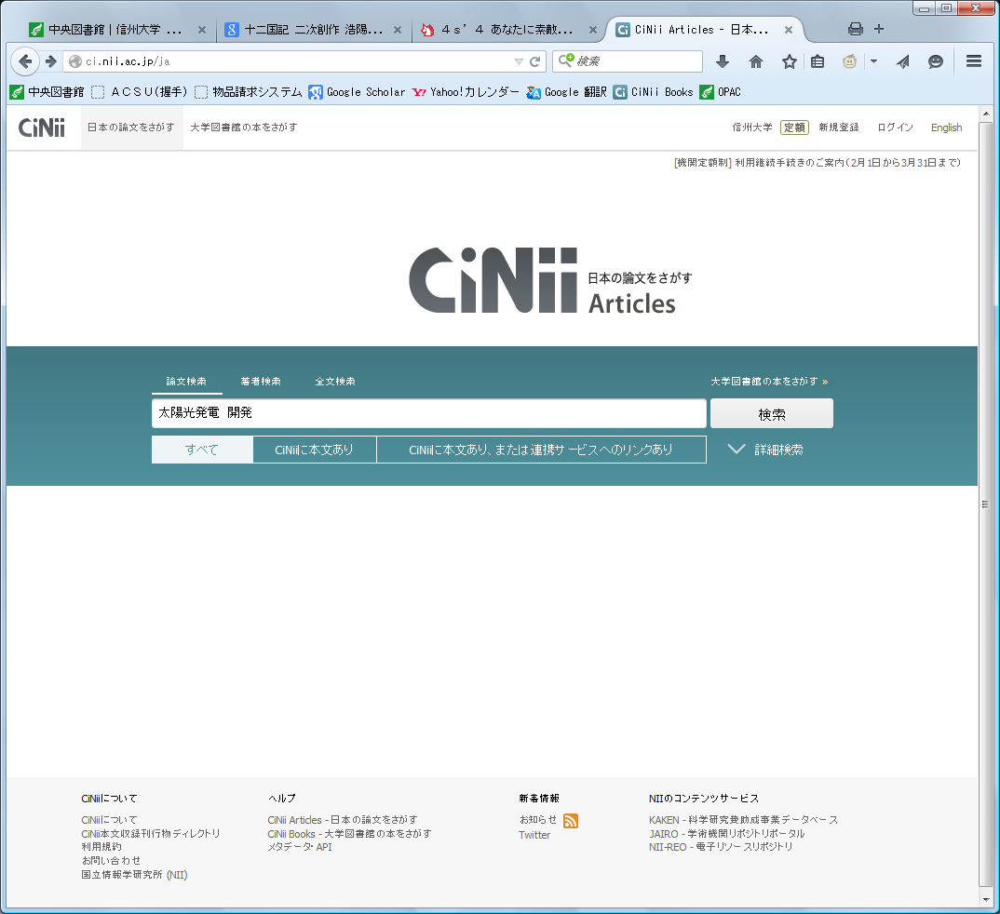 中央図書館 | 信州大学 ...
十二国記 二次創作 浩陽...
４ｓ’４ あなたに素敵...
CiNii Articles - 日本...
ci.nii.ac.jp/ja
検索
中央図書館
ＡＣＳＵ(握手)
物品請求システム
Google Scholar
Yahoo!カレンダー
Google 翻訳
CiNii Books
OPAC
CiNii
日本の論文をさがす
大学図書館の本をさがす
信州大学
定額
新規登録
ログイン
English
[機関定額制] 利用継続手続きのご案内(2月1日から3月31日まで)
CiNii
日本の論文をさがす
Articles
論文検索
著者検索
全文検索
大学図書館の本をさがす »
太陽光発電 開発
検索
すべて
CiNiiに本文あり
CiNiiに本文あり、または連携サービスへのリンクあり
詳細検索
CiNiiについて
CiNiiについて
CiNii本文収録刊行物ディレクトリ
利用規約
お問い合わせ
国立情報学研究所 (NII)
ヘルプ
CiNii Articles - 日本の論文をさがす
CiNii Books - 大学図書館の本をさがす
メタデータ・API
新着情報
お知らせ
Twitter
NIIのコンテンツサービス
KAKEN - 科学研究費助成事業データベース
JAIRO - 学術機関リポジトリポータル
NII-REO - 電子リソースリポジトリ